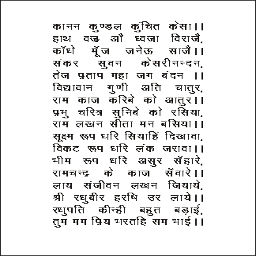 कानन कुण्डल कुंचित केसा।।
हाथ वज्र औ ध्वजा विराजै,
काँधे मूँज जनेऊ साजै।
संकर सुवन केसरीनन्दन,
तेज प्रताप महा जग बंदन ।।
विद्यावान गुणी अति चातुर,
राम काज करिबे को आतुर।।
प्रभु चरित्र सुनिबे को रसिया,
राम लखन सीता मन बसिया।।
सूक्ष्म रूप धरि सियाहिं दिखावा,
विकट रूप धरि लंक जरावा।।
भीम रूप धरि असुर सँहारे,
रामचन्द्र के काज सँवारे।।
लाय संजीवन लखन जियाये,
श्री रघुबीर हरषि उर लाये।।
रघुपति कीन्ही बहुत बड़ाई,
तुम मम प्रिय भरतहि सम भाई।।